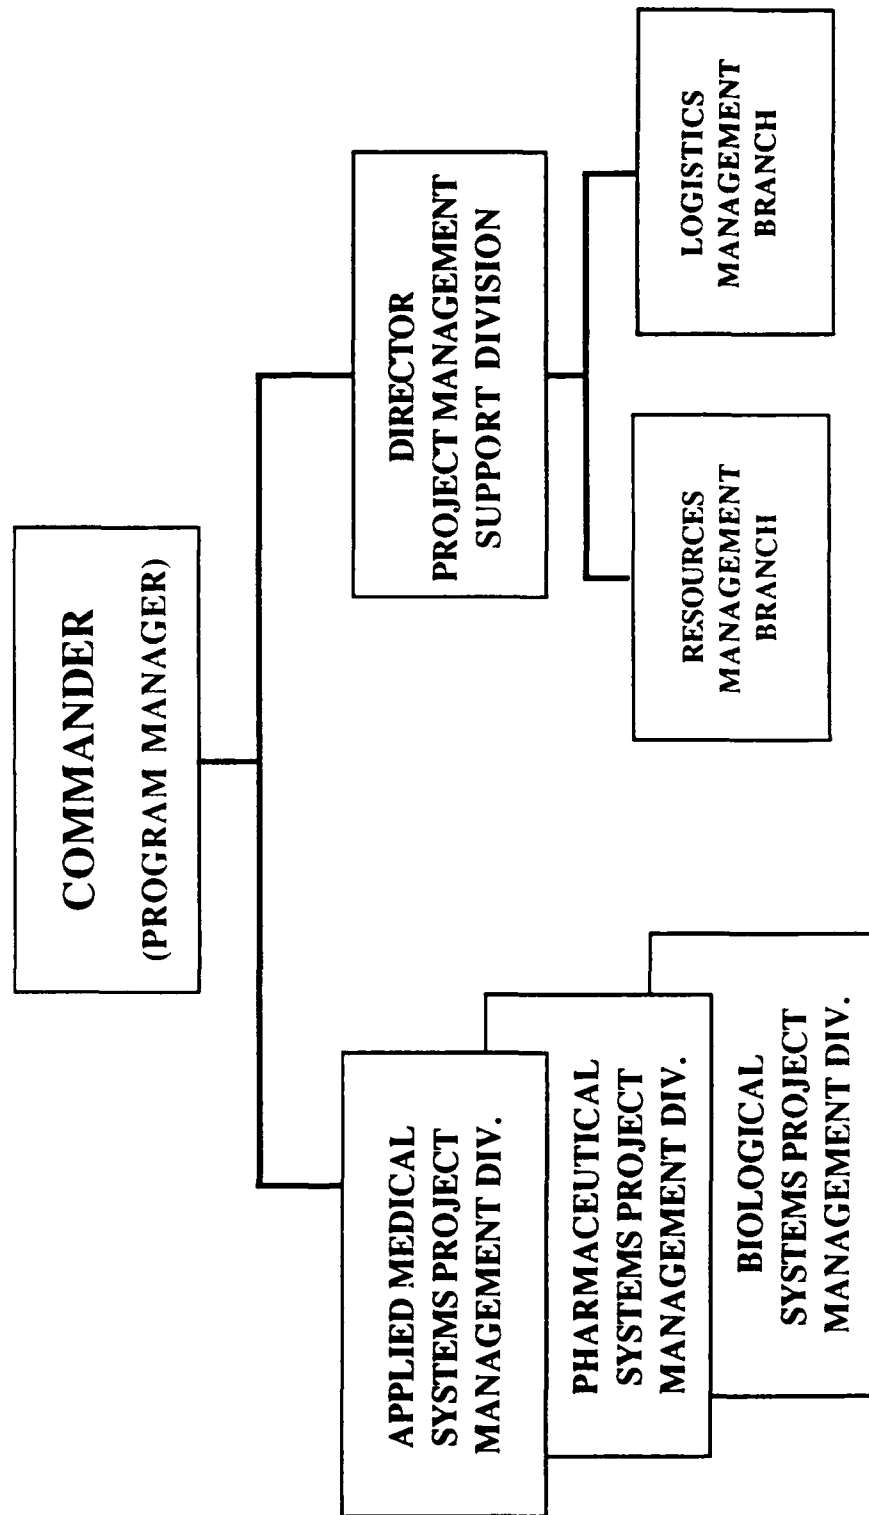 COMMANDER
(PROGRAM MANAGER)
APPLIED MEDICAL
SYSTEMS PROJECT
MANAGEMENT DIV.
PHARMACEUTICAL
SYSTEMS PROJECT
MANAGEMENT DIV.
BIOLOGICAL
SYSTEMS PROJECT
MANAGEMENT DIV.
DIRECTOR
PROJECT MANAGEMENT
SUPPORT DIVISION
RESOURCES
MANAGEMENT
BRANCH
LOGISTICS
MANAGEMENT
BRANCH